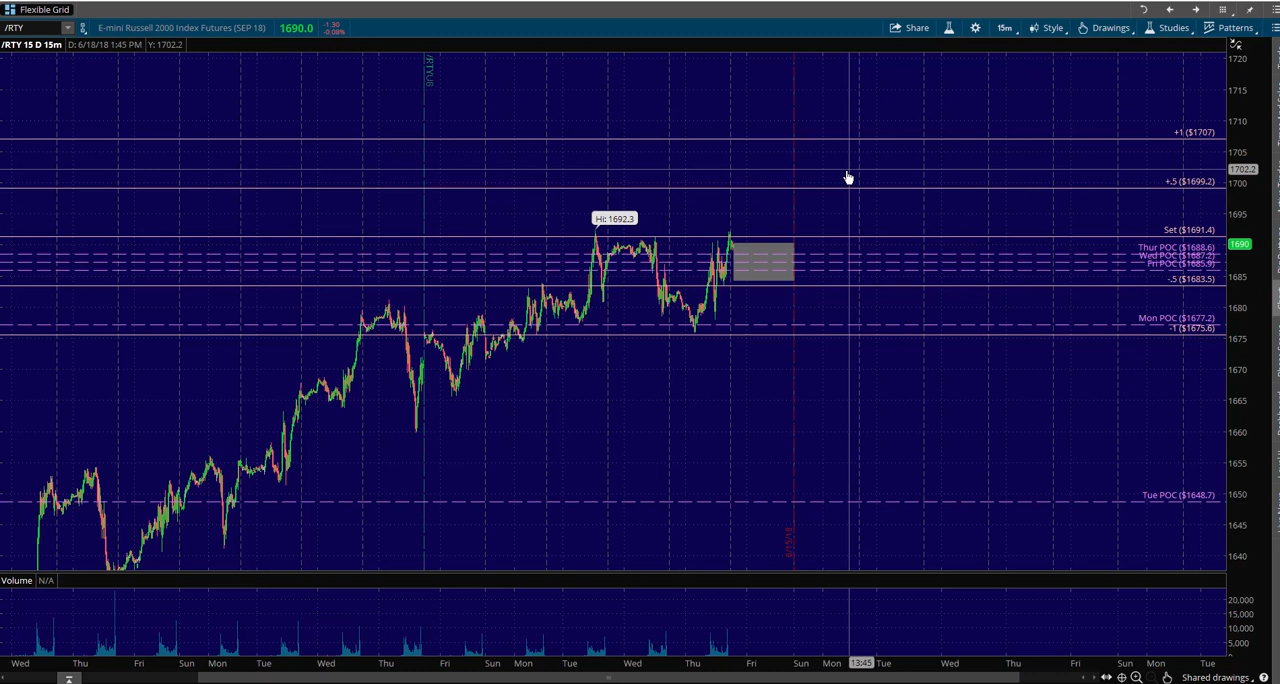 Flexible Grid
/RTY E-mini Russell 2000 Index Futures (SEP 18) 1690.0 -1.30 -0.08% Share 15m Style Drawings Studies Patterns
/RTY 15 D 15m D: 6/18/18 1:45 PM Y: 1702.2
/RTYU8
1720
1715
1710
+1 ($1707)
1705
1702.2
+.5 ($1699.2)
1700
1695
Hi: 1692.3
Set ($1691.4)
1690
Thur POC ($1688.6)
Wed POC ($1687.2)
Fri POC ($1685.9)
1685
-.5 ($1683.5)
1680
Mon POC ($1677.2)
-1 ($1675.6)
1675
1670
1665
1660
1655
1650
Tue POC ($1648.7)
1645
6/15/18
1640
Volume N/A
20,000
15,000
10,000
5,000
Wed Thu Fri Sun Mon Tue Wed Thu Fri Sun Mon Tue Wed Thu Fri Sun Mon 13:45 Tue Wed Thu Fri Sun Mon Tue
Shared drawings